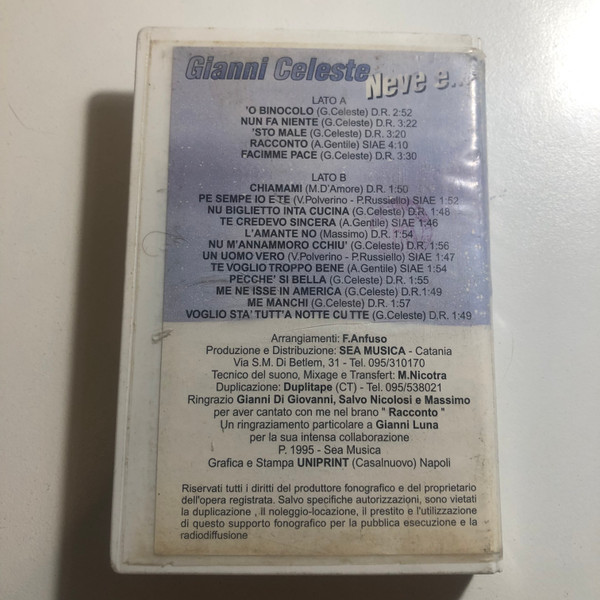 Gianni Celeste
Neve e...
LATO A
'O BINOCOLO (G.Celeste) D.R. 2:52
NUN FA NIENTE (G.Celeste) D.R. 3:22
'STO MALE (G.Celeste) D.R. 3:20
RACCONTO (A.Gentile) SIAE 4:10
FACIMME PACE (G.Celeste) D.R. 3:30
LATO B
CHIAMAMI (M.D'Amore) D.R. 1:50
PE SEMPE IO E TE (V.Polverino - P.Russiello) SIAE 1:52
NU BIGLIETTO INTA CUCINA (G.Celeste) D.R. 1:48
TE CREDEVO SINCERA (A.Gentile) SIAE 1:46
L'AMANTE NO (Massimo) D.R. 1:54
NU M'ANNAMMORO CCHIU' (G.Celeste) D.R. 1:56
UN UOMO VERO (V.Polverino - P.Russiello) SIAE 1:47
TE VOGLIO TROPPO BENE (A.Gentile) SIAE 1:54
PECCHE' SI BELLA (G.Celeste) D.R. 1:55
ME NE ISSE IN AMERICA (G.Celeste) D.R.1:49
ME MANCHI (G.Celeste) D.R. 1:57
VOGLIO STA' TUTT'A NOTTE CU TTE (G.Celeste) D.R. 1:49
Arrangiamenti: F.Anfuso
Produzione e Distribuzione: SEA MUSICA - Catania
Via S.M. Di Betlem, 31 - Tel. 095/310170
Tecnico del suono, Mixage e Transfert: M.Nicotra
Duplicazione: Duplitape (CT) - Tel. 095/538021
Ringrazio Gianni Di Giovanni, Salvo Nicolosi e Massimo
per aver cantato con me nel brano " Racconto "
Un ringraziamento particolare a Gianni Luna
per la sua intensa collaborazione
P. 1995 - Sea Musica
Grafica e Stampa UNIPRINT (Casalnuovo) Napoli
Riservati tutti i diritti del produttore fonografico e del proprietario
dell'opera registrata. Salvo specifiche autorizzazioni, sono vietati
la duplicazione , Il noleggio-locazione, il prestito e l'utilizzazione
di questo supporto fonografico per la pubblica esecuzione e la
radiodiffusione